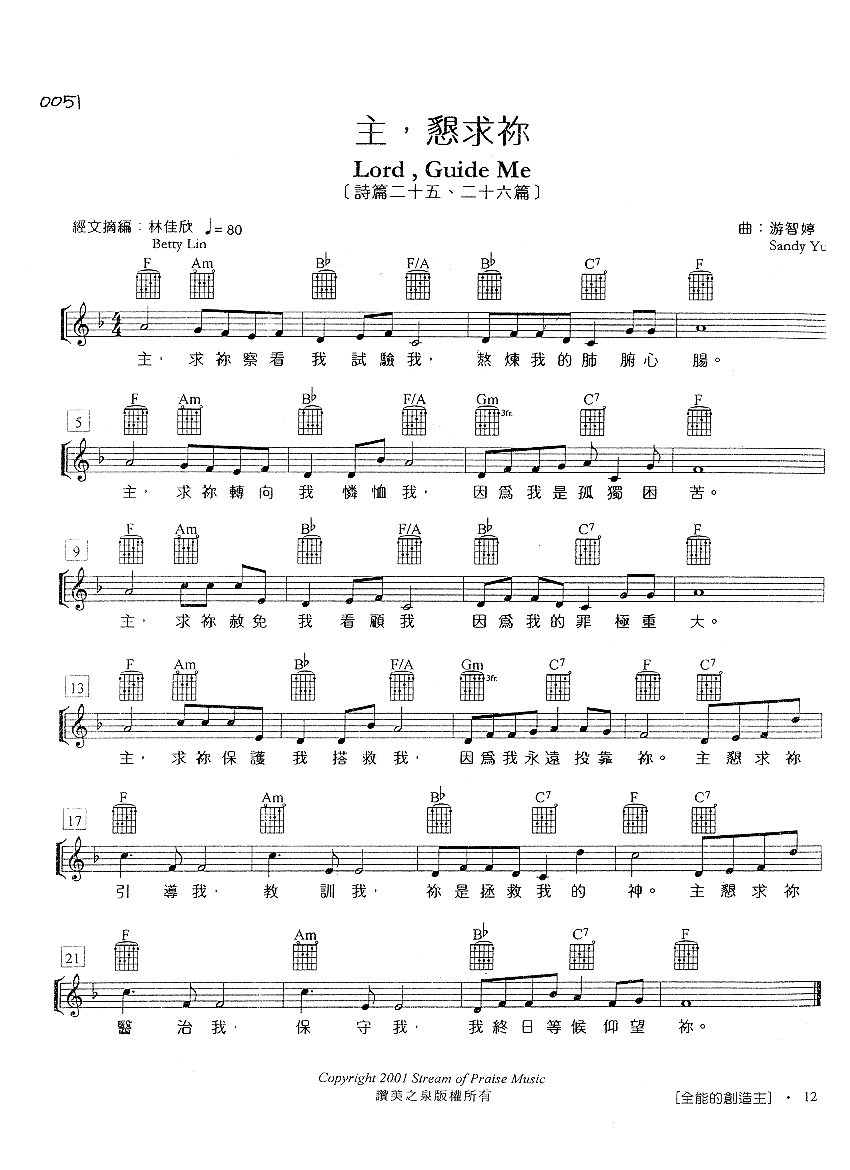 0051
主，懇求祢
Lord , Guide Me
〔詩篇二十五、二十六篇〕
經文摘編：林佳欣 ♩= 80 曲：游智婷
Betty Lin Sandy Yu
F Am B♭ F/A B♭ C7 F
4/4
主， 求祢察看我試驗我， 熬煉我的肺腑心腸。
F Am B♭ F/A Gm C7 F
5 3fr.
主， 求祢轉向我憐恤我， 因為我是孤獨困苦。
F Am B♭ F/A B♭ C7 F
9
主， 求祢赦免我看顧我 因為我的罪極重大。
F Am B♭ F/A Gm C7 F C7
13 3fr.
主， 求祢保護我搭救我， 因為我永遠投靠祢。主懇求祢
F Am B♭ C7 F C7
17
引導我， 教訓我， 祢是拯救我的神。主懇求祢
F Am B♭ C7 F
21
醫治我， 保守我， 我終日等候仰望祢。
Copyright 2001 Stream of Praise Music
讚美之泉版權所有
［全能的創造主］・12